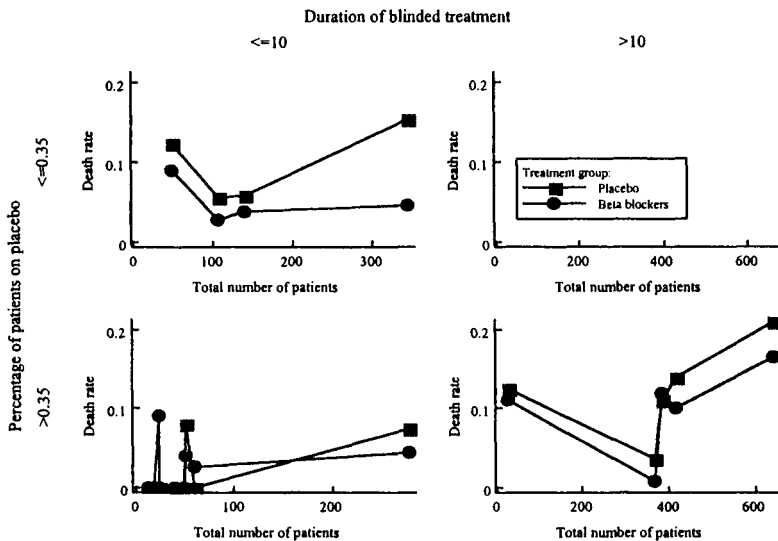 Duration of blinded treatment
<=10
>10
Percentage of patients on placebo
<=0.35
>0.35
Death rate
0.2
0.1
0
0
100
200
300
Total number of patients
Death rate
0.2
0.1
0
Treatment group:
Placebo
Beta blockers
0
200
400
600
Total number of patients
Death rate
0.2
0.1
0
0
100
200
Total number of patients
Death rate
0.2
0.1
0
0
200
400
600
Total number of patients